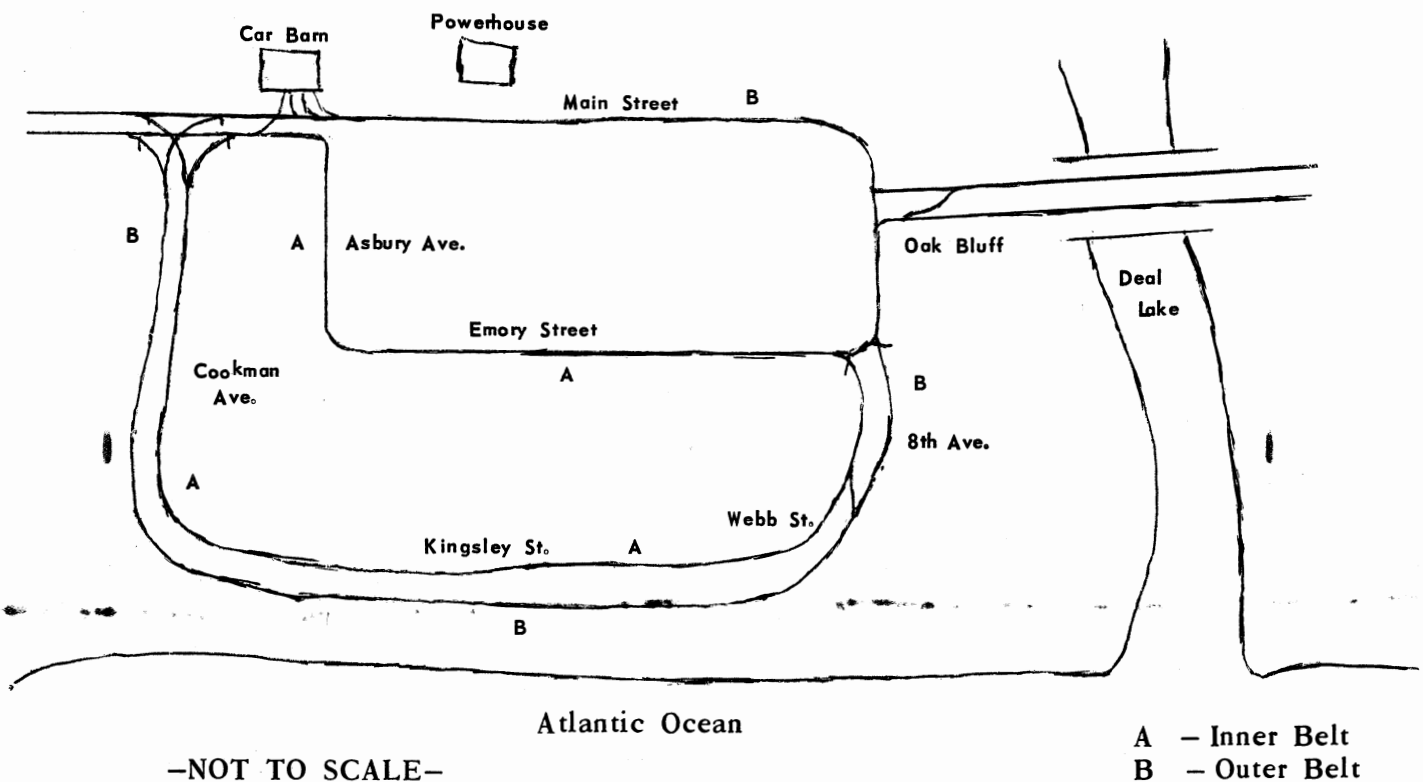 Powerhouse
Car Barn
Main Street B
B
A Asbury Ave.
Oak Bluff
Deal
Lake
Emory Street
A
Cookman
Ave.
B
8th Ave.
A
Webb St.
Kingsley St. A
B
Atlantic Ocean
A – Inner Belt
–NOT TO SCALE–
B – Outer Belt